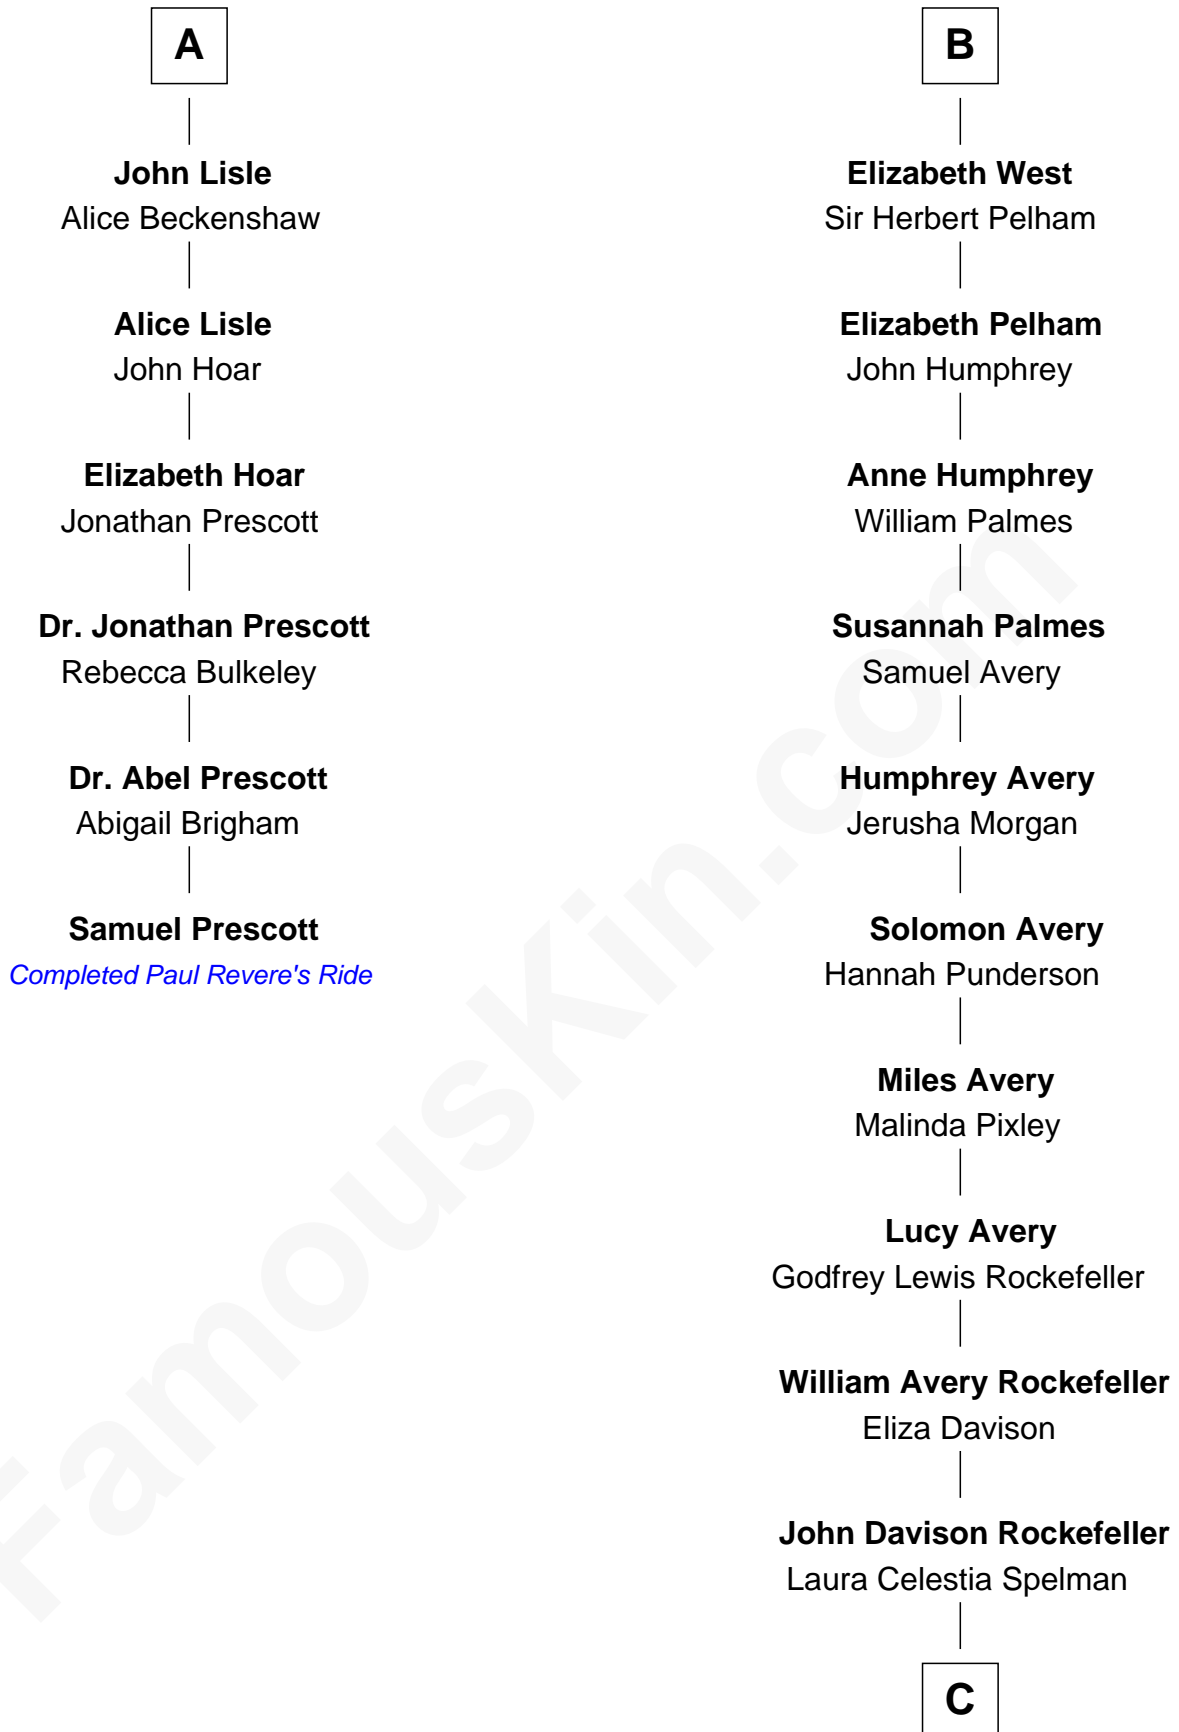 A
John Lisle
Alice Beckenshaw
Alice Lisle
John Hoar
Elizabeth Hoar
Jonathan Prescott
Dr. Jonathan Prescott
Rebecca Bulkeley
Dr. Abel Prescott
Abigail Brigham
Samuel Prescott
Completed Paul Revere's Ride
B
Elizabeth West
Sir Herbert Pelham
Elizabeth Pelham
John Humphrey
Anne Humphrey
William Palmes
Susannah Palmes
Samuel Avery
Humphrey Avery
Jerusha Morgan
Solomon Avery
Hannah Punderson
Miles Avery
Malinda Pixley
Lucy Avery
Godfrey Lewis Rockefeller
William Avery Rockefeller
Eliza Davison
John Davison Rockefeller
Laura Celestia Spelman
C
FamousKin.com